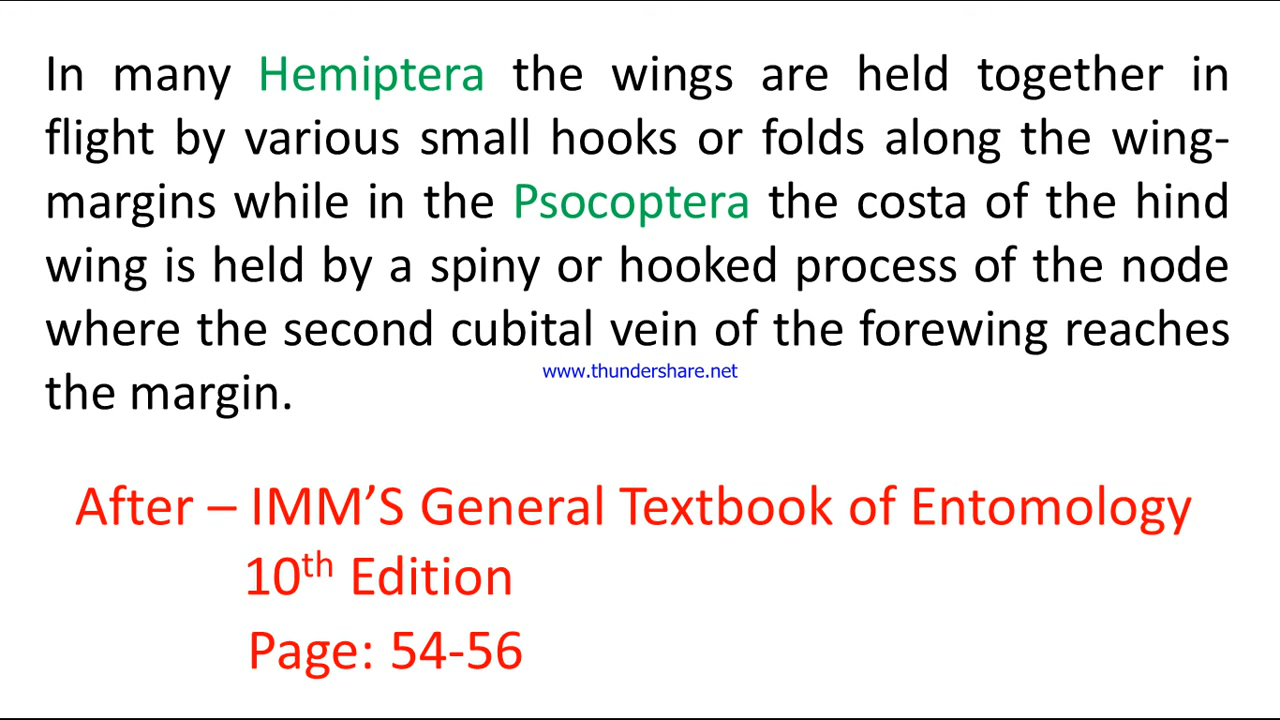 In many Hemiptera the wings are held together in
flight by various small hooks or folds along the wing-
margins while in the Psocoptera the costa of the hind
wing is held by a spiny or hooked process of the node
where the second cubital vein of the forewing reaches
www.thundershare.net
the margin.
After – IMM’S General Textbook of Entomology
10th Edition
Page: 54-56